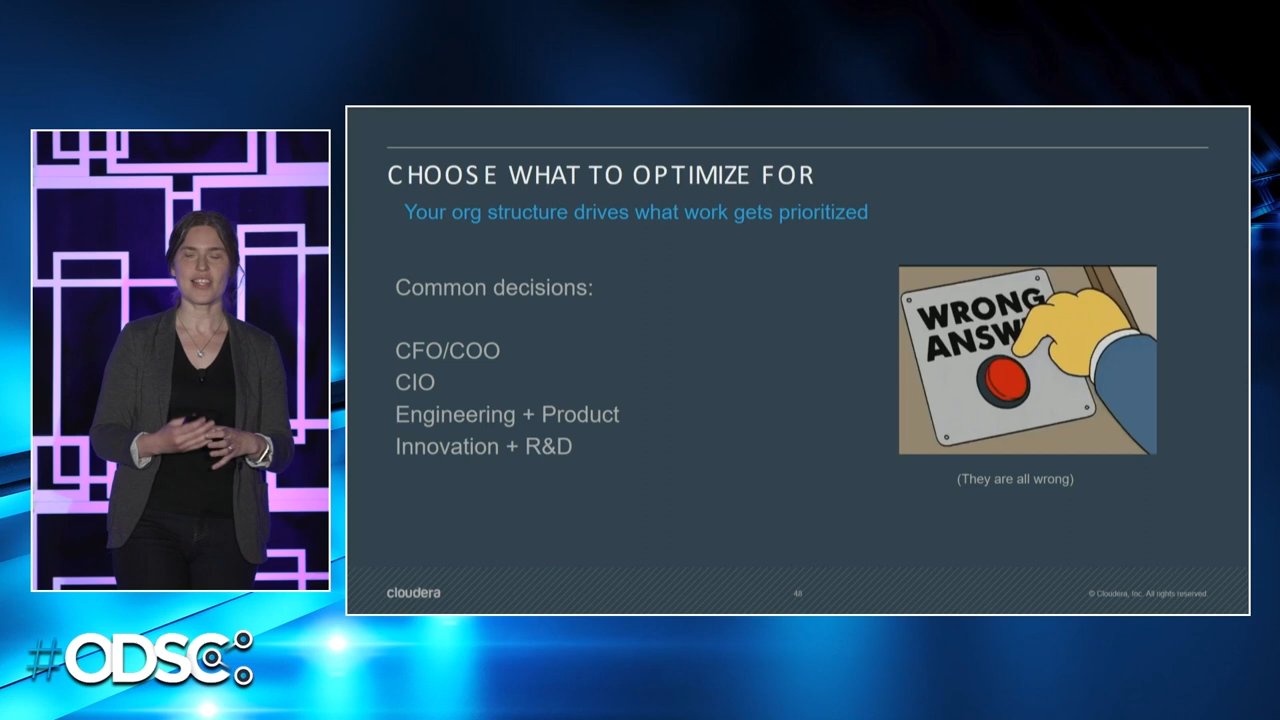 CHOOSE WHAT TO OPTIMIZE FOR
Your org structure drives what work gets prioritized
Common decisions:
CFO/COO
CIO
Engineering + Product
Innovation + R&D
WRONG
ANSW
(They are all wrong)
cloudera
48
© Cloudera, Inc. All rights reserved.
#ODSC